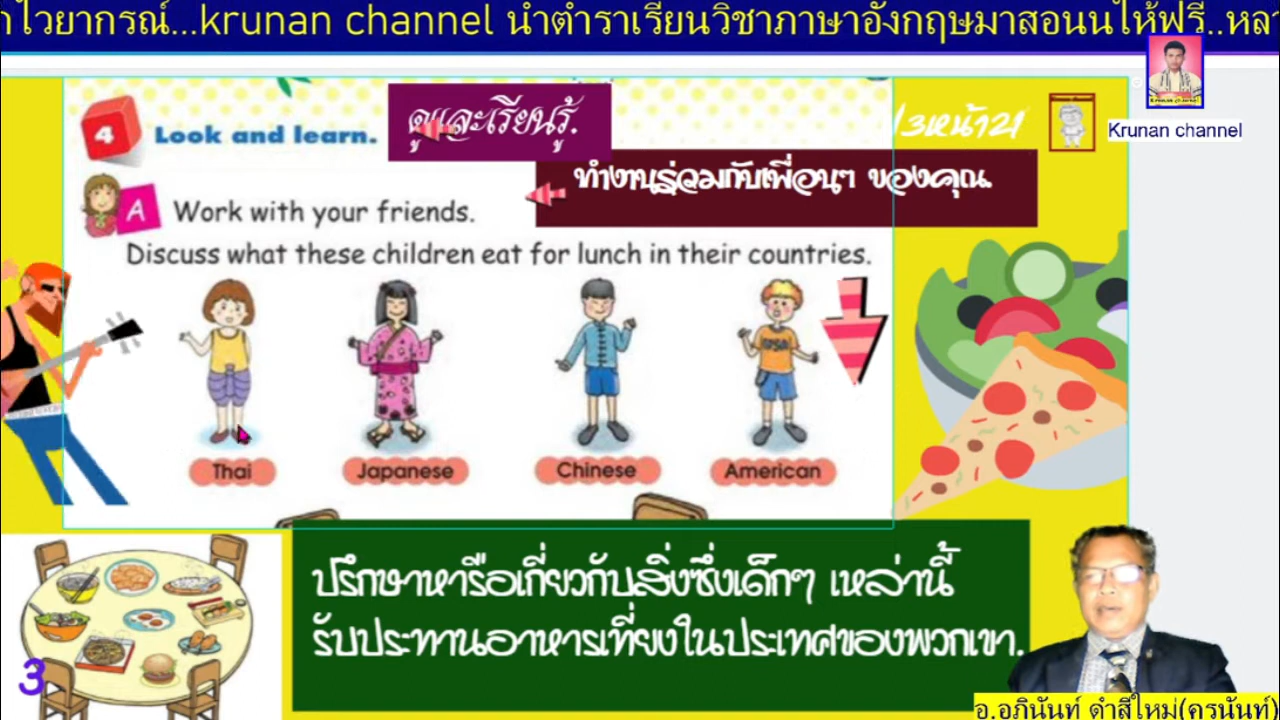 าไวยากรณ์...krunan channel นำตำราเรียนวิชาภาษาอังกฤษมาสอนนให้ฟรี..หลา
4 Look and learn.
ดูและเรียนรู้.
ป3หน้า21
Krunan channel
ทำงานร่วมกับเพื่อนๆ ของคุณ.
A Work with your friends.
Discuss what these children eat for lunch in their countries.
USA
Thai Japanese Chinese American
ปรึกษาหารือเกี่ยวกับสิ่งซึ่งเด็กๆ เหล่านี้
รับประทานอาหารเที่ยงในประเทศของพวกเขา.
3
อ.อภินันท์ ดำสีใหม่(ครูนันท์)